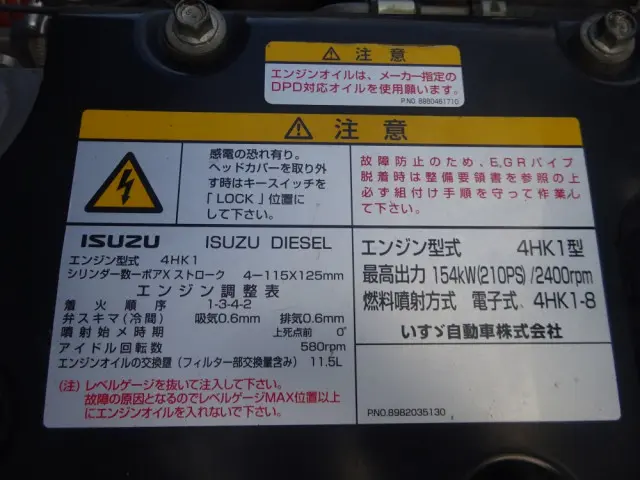 注意
エンジンオイルは、メーカー指定の
DPD対応オイルを使用願います。
P.NO. 8980461710
注意
感電の恐れ有り。
ヘッドカバーを取り外
す時はキースイッチを
「LOCK」位置に
して下さい。
故障防止のため、E,GRパイプ
脱着時は整備要領書を参照の上
必ず組付け手順を守って作業し
て下さい。
ISUZU ISUZU DIESEL
エンジン型式 4HK1
シリンダー数ーボアX ストローク 4ー115X125mm
エンジン調整表
着火順序 1-3-4-2
弁スキマ(冷間) 吸気0.6mm 排気0.6mm
噴射始メ時期 上死点前 0°
アイドル回転数 580rpm
エンジンオイルの交換量(フィルター部交換量含み) 11.5L
(注)レベルゲージを抜いて注入して下さい。
故障の原因となるのでレベルゲージMAX位置以上
にエンジンオイルを入れないで下さい。
エンジン型式 4HK1型
最高出力 154kW(210PS)/2400rpm
燃料噴射方式 電子式 4HK1-8
いすゞ自動車株式会社
P.NO.8982035130